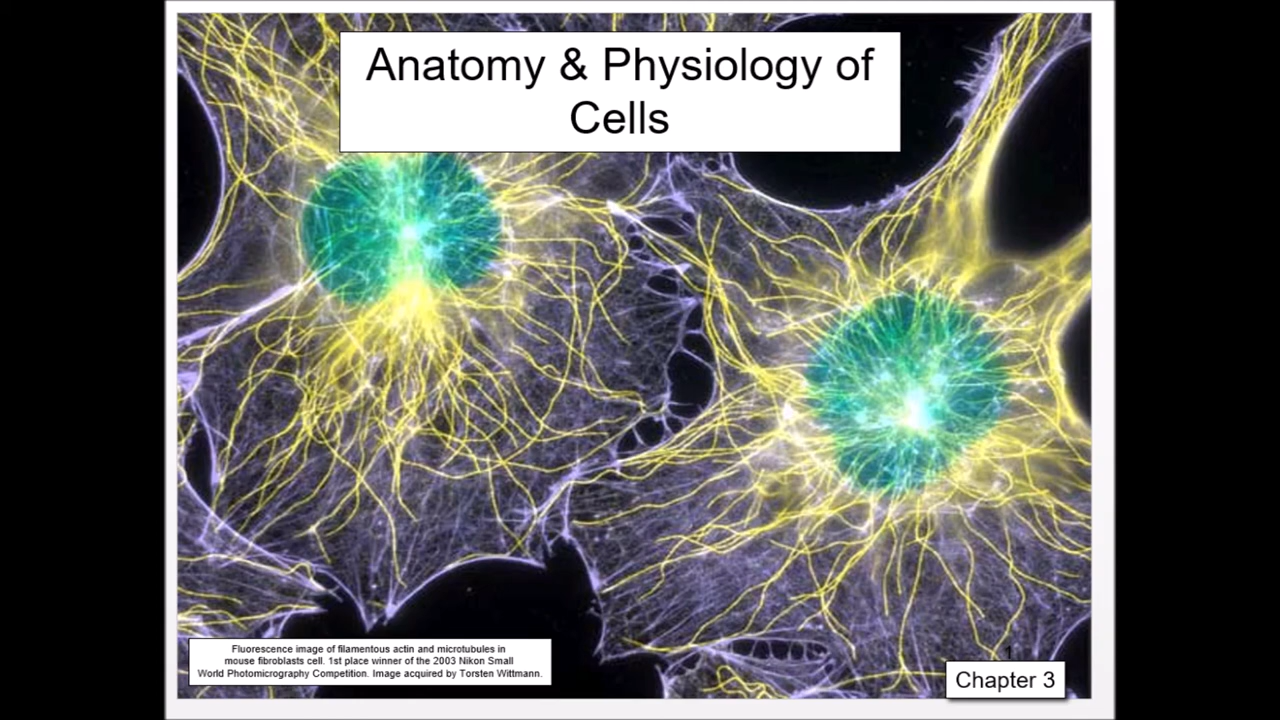 Anatomy & Physiology of
Cells
Fluorescence image of filamentous actin and microtubules in
mouse fibroblasts cell. 1st place winner of the 2003 Nikon Small
World Photomicrography Competition. Image acquired by Torsten Wittmann.
1
Chapter 3